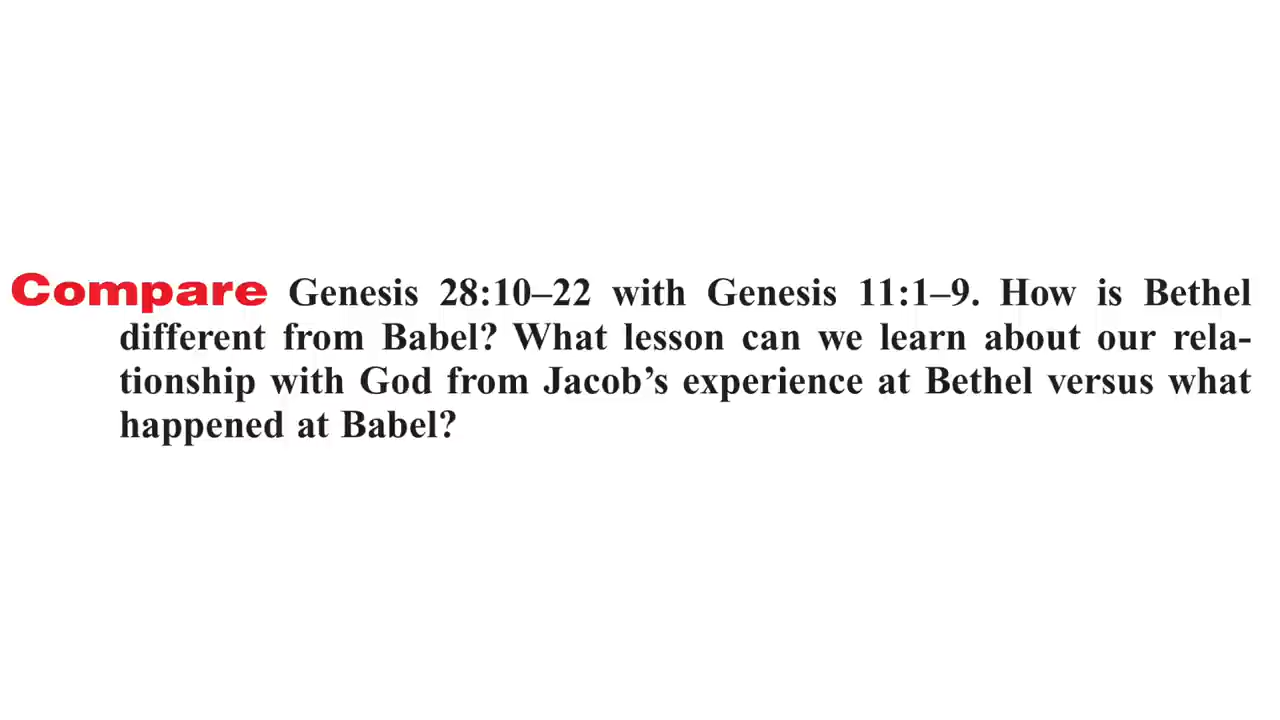 Compare Genesis 28:10–22 with Genesis 11:1–9. How is Bethel
different from Babel? What lesson can we learn about our rela-
tionship with God from Jacob’s experience at Bethel versus what
happened at Babel?